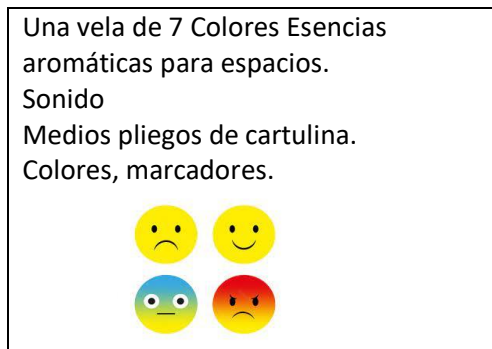 Una vela de 7 Colores Esencias
aromáticas para espacios.
Sonido
Medios pliegos de cartulina.
Colores, marcadores.